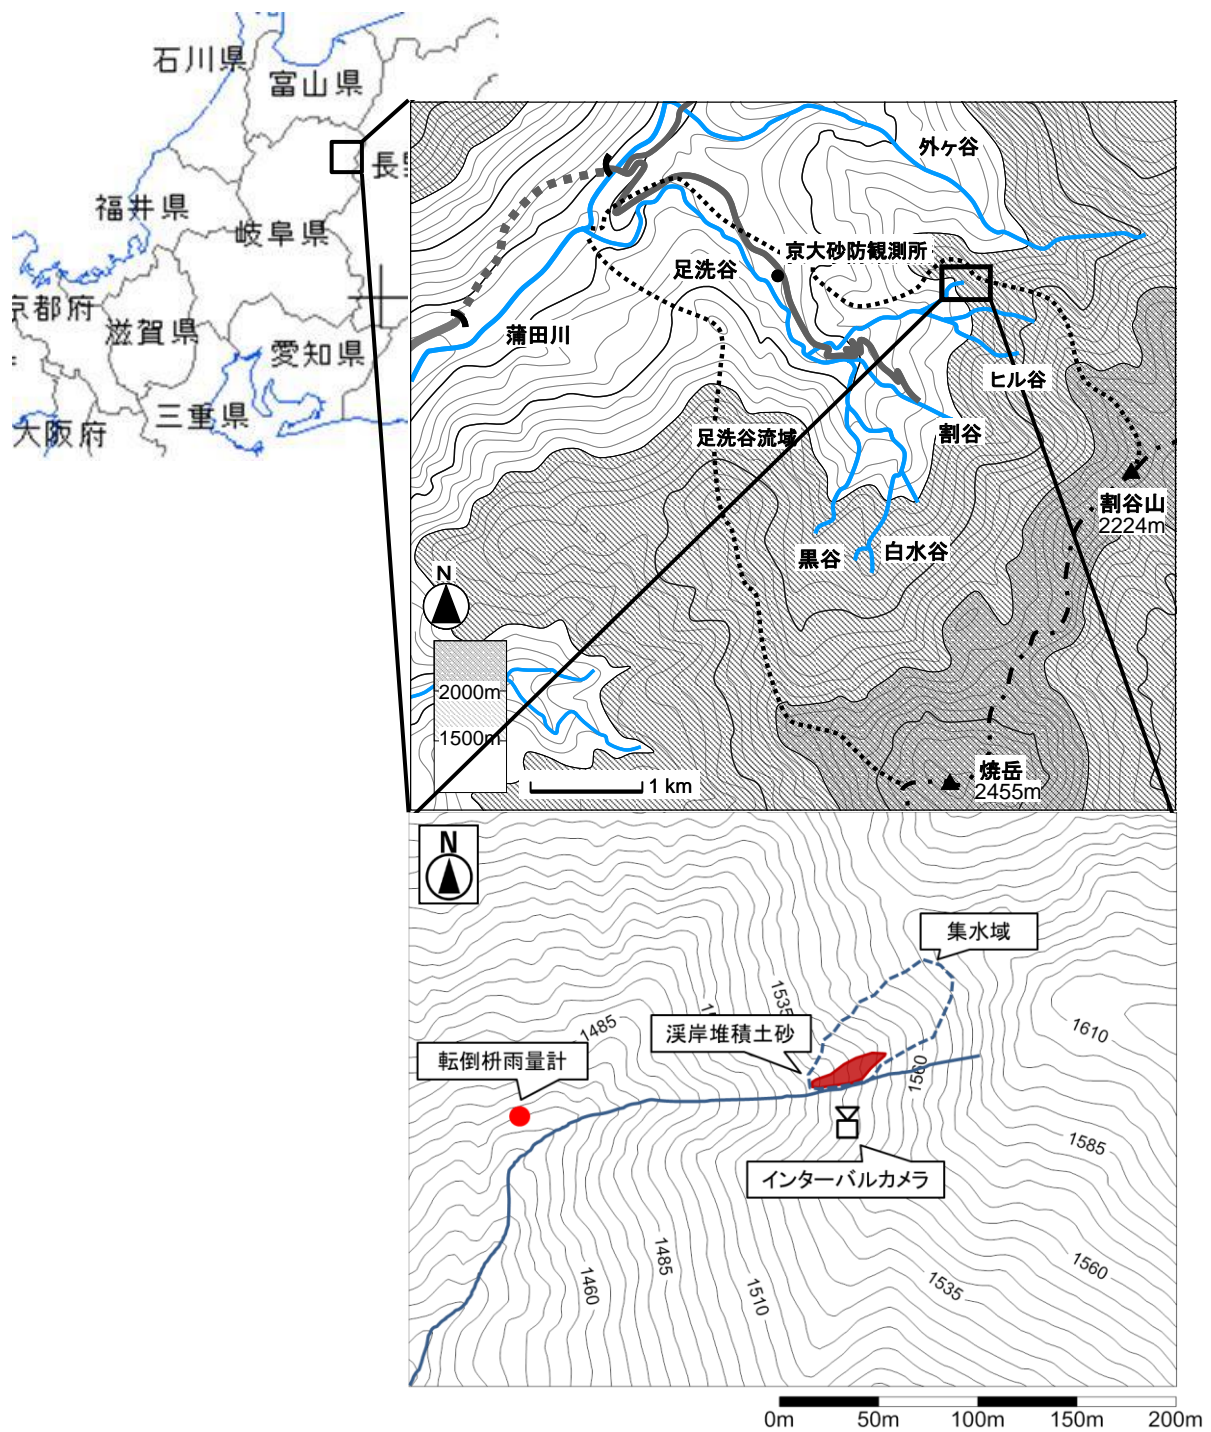 石川県
富山県
長
福井県
岐阜県
京都府
滋賀県
愛知県
三重県
大阪府
外ヶ谷
京大砂防観測所
足洗谷
蒲田川
ヒル谷
割谷
足洗谷流域
割谷山
2224m
黒谷
白水谷
N
2000m
1500m
1 km
焼岳
2455m
N
集水域
1535
溪岸堆積土砂
1485
1610
転倒枡雨量計
1560
1585
インターバルカメラ
1460
1485
1510
1535
1560
0m 50m 100m 150m 200m